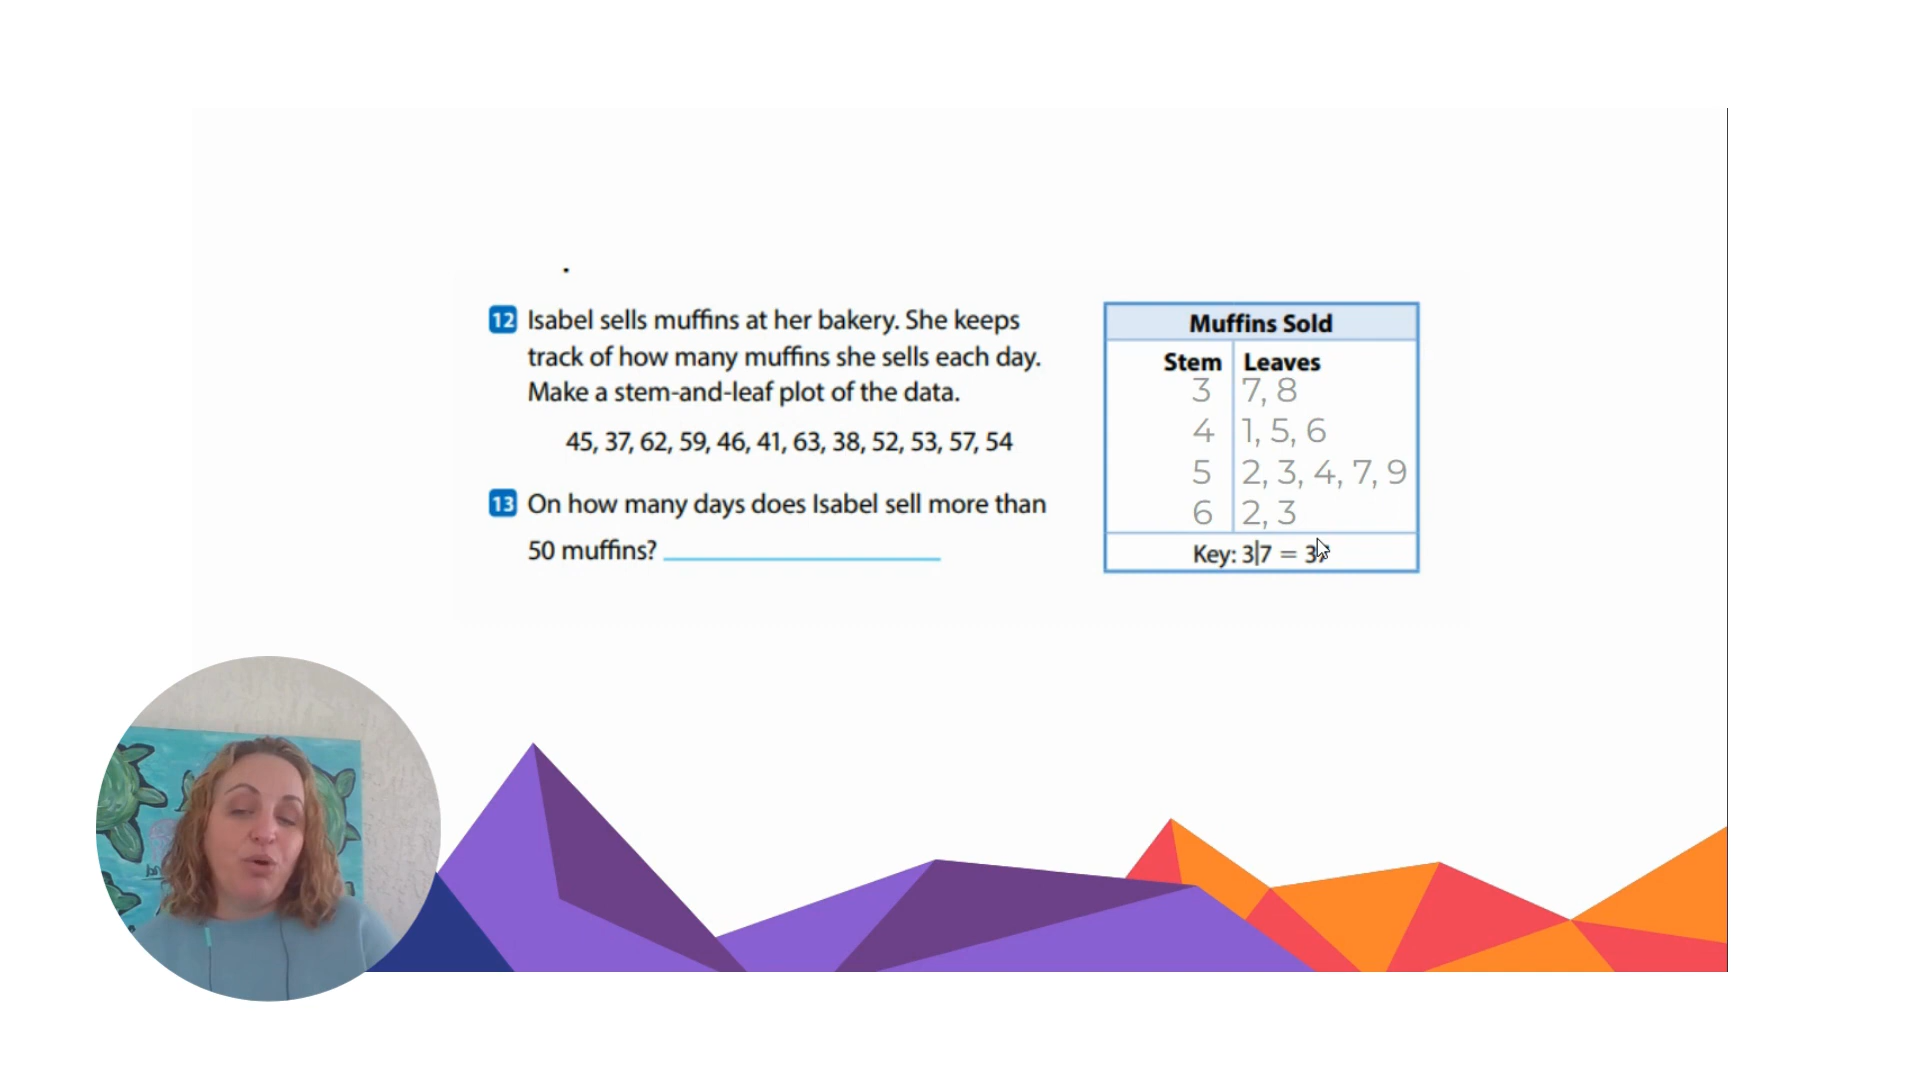 12 Isabel sells muffins at her bakery. She keeps
track of how many muffins she sells each day.
Make a stem-and-leaf plot of the data.
45, 37, 62, 59, 46, 41, 63, 38, 52, 53, 57, 54
13 On how many days does Isabel sell more than
50 muffins?
Muffins Sold
Stem Leaves
3 7, 8
4 1, 5, 6
5 2, 3, 4, 7, 9
6 2, 3
Key: 3|7 =